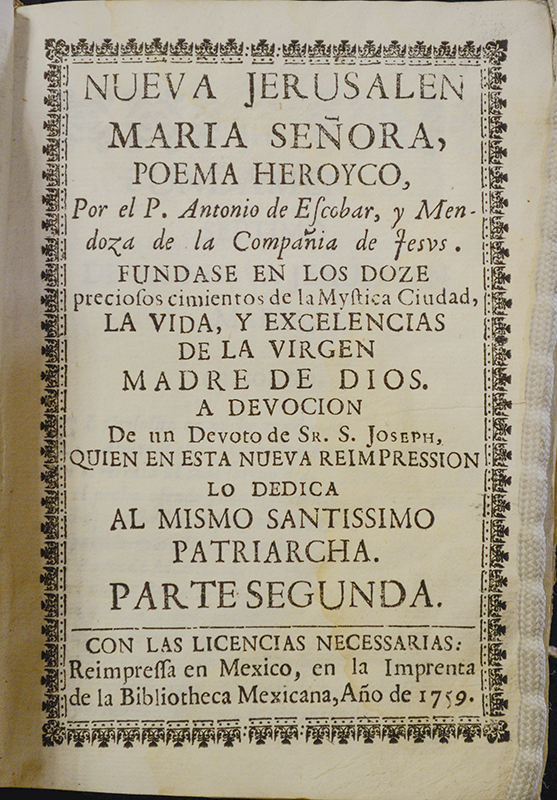 NUEVA JERUSALEN
MARIA SEÑORA,
POEMA HEROYCO,
Por el P. Antonio de Eſcobar, y Men-
doza de la Compañia de Jesvs.
FUNDASE EN LOS DOZE
precioſos cimientos de la Myſtica Ciudad,
LA VIDA, Y EXCELENCIAS
DE LA VIRGEN
MADRE DE DIOS.
A DEVOCION
De un Devoto de SR. S. JOSEPH,
QUIEN EN ESTA NUEVA REIMPRESSION
LO DEDICA
AL MISMO SANTISSIMO
PATRIARCHA.
PARTE SEGUNDA.
CON LAS LICENCIAS NECESSARIAS:
Reimpreſſa en Mexico, en la Imprenta
de la Bibliotheca Mexicana, Año de 1759.